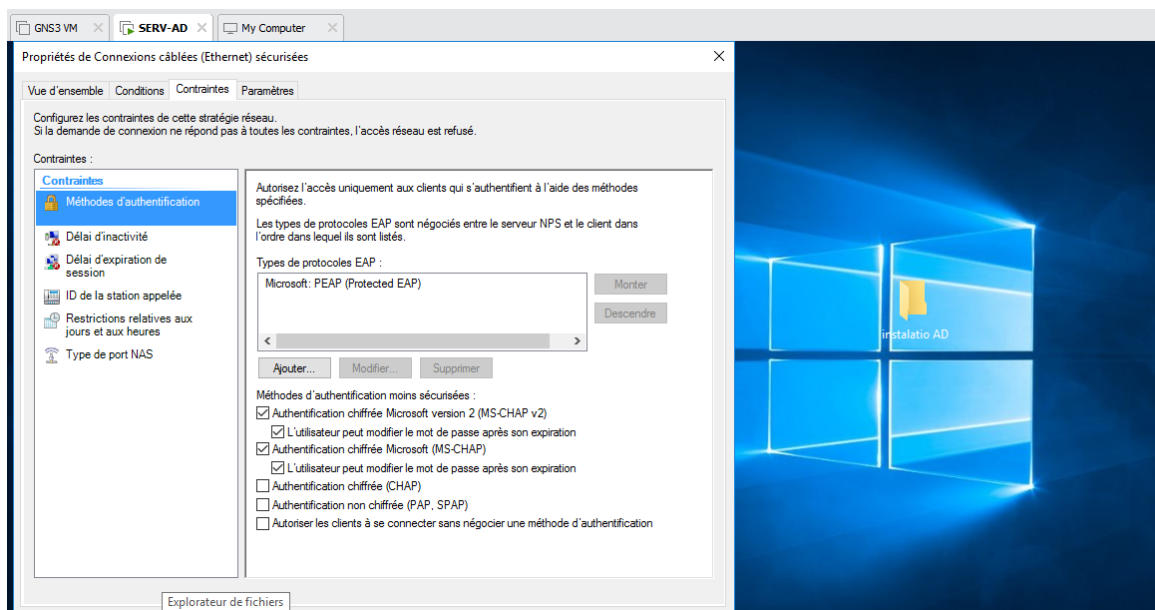 GNS3 VM
SERV-AD
My Computer
Propriétés de Connexions câblées (Ethernet) sécurisées
Vue d'ensemble Conditions Contraintes Paramètres
Configurez les contraintes de cette stratégie réseau.
Si la demande de connexion ne répond pas à toutes les contraintes, l'accès réseau est refusé.
Contraintes :
Contraintes
Méthodes d'authentification
Délai d'inactivité
Délai d'expiration de
session
ID de la station appelée
Restrictions relatives aux
jours et aux heures
Type de port NAS
Autorisez l'accès uniquement aux clients qui s'authentifient à l'aide des méthodes
spécifiées.
Les types de protocoles EAP sont négociés entre le serveur NPS et le client dans
l'ordre dans lequel ils sont listés.
Types de protocoles EAP :
Microsoft: PEAP (Protected EAP)
Monter
Descendre
Ajouter... Modifier... Supprimer
Méthodes d'authentification moins sécurisées :
Authentification chiffrée Microsoft version 2 (MS-CHAP v2)
L'utilisateur peut modifier le mot de passe après son expiration
Authentification chiffrée Microsoft (MS-CHAP)
L'utilisateur peut modifier le mot de passe après son expiration
Authentification chiffrée (CHAP)
Authentification non chiffrée (PAP, SPAP)
Autoriser les clients à se connecter sans négocier une méthode d'authentification
Explorateur de fichiers
instalatio AD